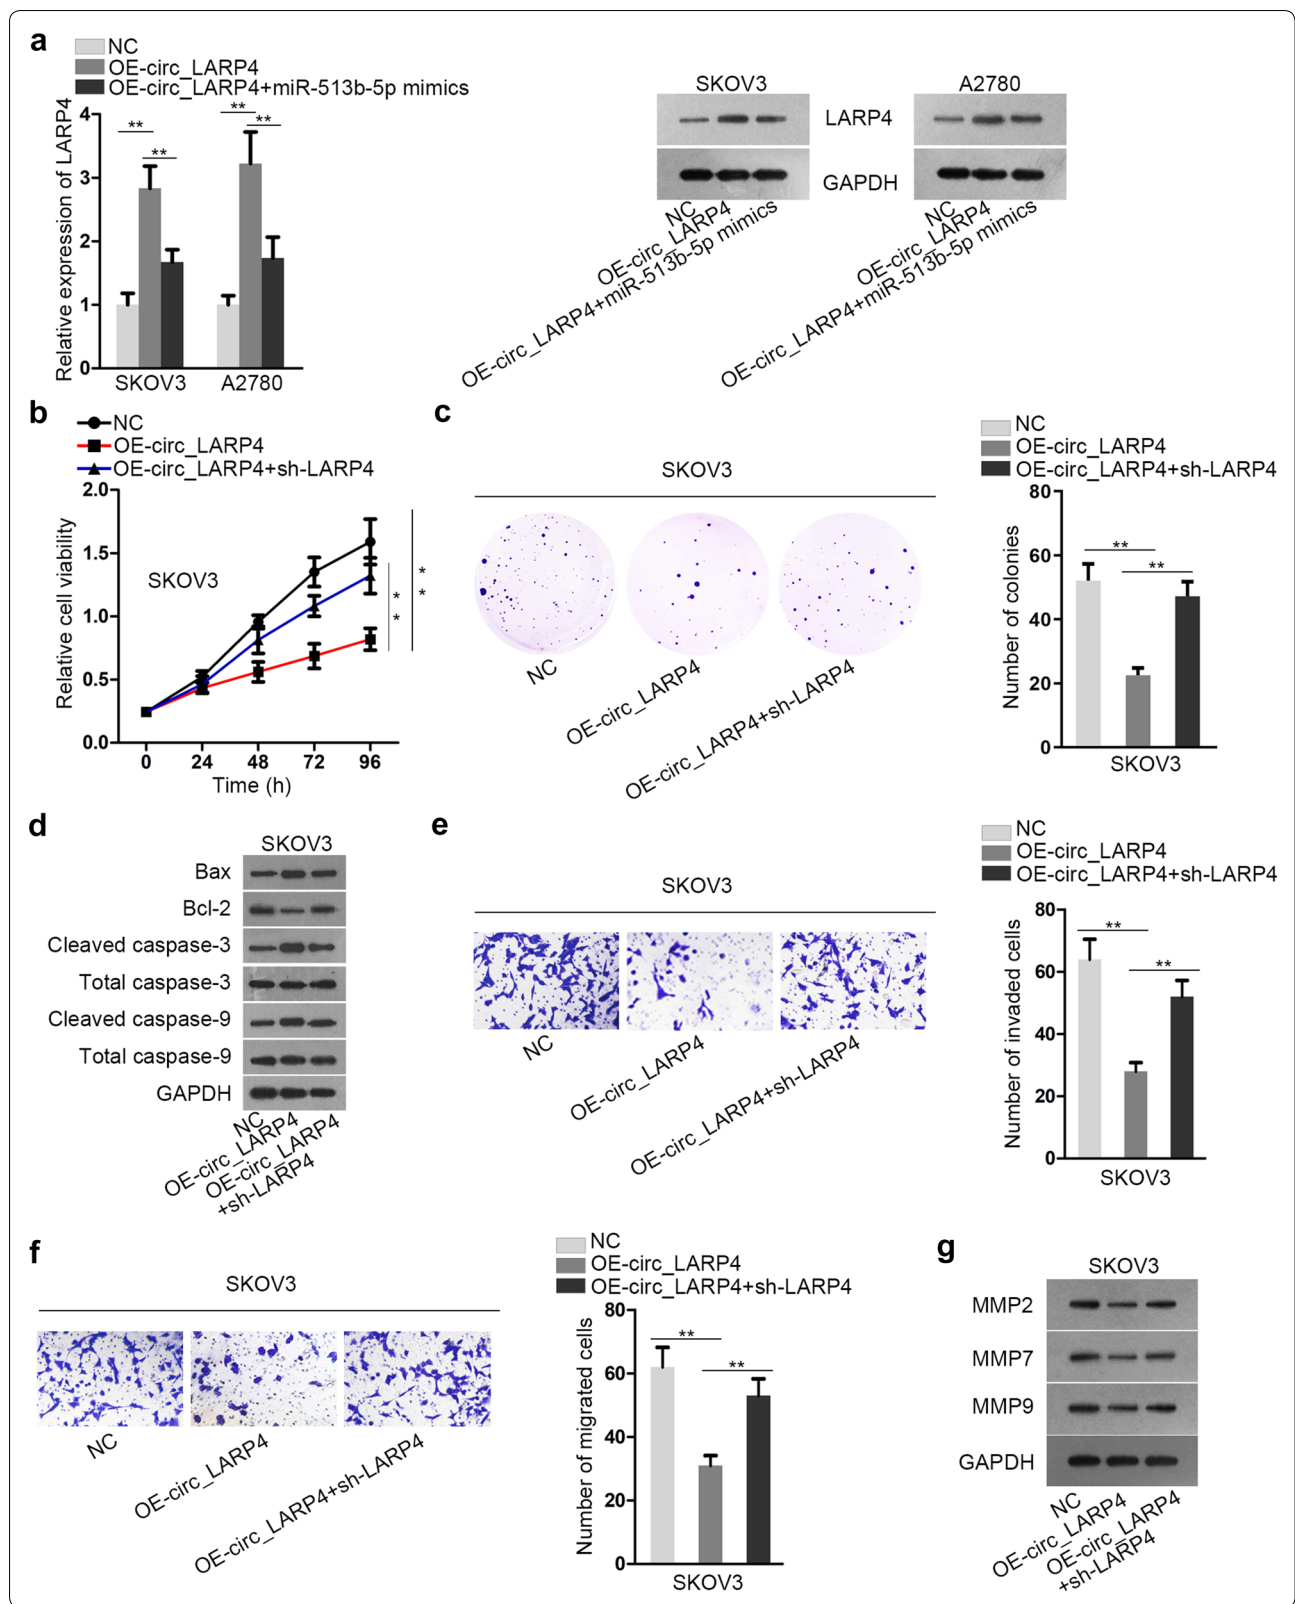 a
NC
OE-circ_LARP4
OE-circ_LARP4+miR-513b-5p mimics
Relative expression of LARP4
4
3
2
1
0
**
**
**
**
SKOV3
A2780
SKOV3
A2780
LARP4
GAPDH
NC
OE-circ_LARP4
OE-circ_LARP4+miR-513b-5p mimics
NC
OE-circ_LARP4
OE-circ_LARP4+miR-513b-5p mimics
b
NC
OE-circ_LARP4
OE-circ_LARP4+sh-LARP4
Relative cell viability
2.0
1.5
1.0
0.5
0.0
SKOV3
**
**
0 24 48 72 96
Time (h)
c
SKOV3
NC
OE-circ_LARP4
OE-circ_LARP4+sh-LARP4
NC
OE-circ_LARP4
OE-circ_LARP4+sh-LARP4
Number of colonies
80
60
40
20
0
**
**
SKOV3
d
SKOV3
Bax
Bcl-2
Cleaved caspase-3
Total caspase-3
Cleaved caspase-9
Total caspase-9
GAPDH
NC
OE-circ_LARP4
OE-circ_LARP4
+sh-LARP4
e
SKOV3
NC
OE-circ_LARP4
OE-circ_LARP4+sh-LARP4
NC
OE-circ_LARP4
OE-circ_LARP4+sh-LARP4
Number of invaded cells
80
60
40
20
0
**
**
SKOV3
f
SKOV3
NC
OE-circ_LARP4
OE-circ_LARP4+sh-LARP4
NC
OE-circ_LARP4
OE-circ_LARP4+sh-LARP4
Number of migrated cells
80
60
40
20
0
**
**
SKOV3
g
SKOV3
MMP2
MMP7
MMP9
GAPDH
NC
OE-circ_LARP4
OE-circ_LARP4
+sh-LARP4